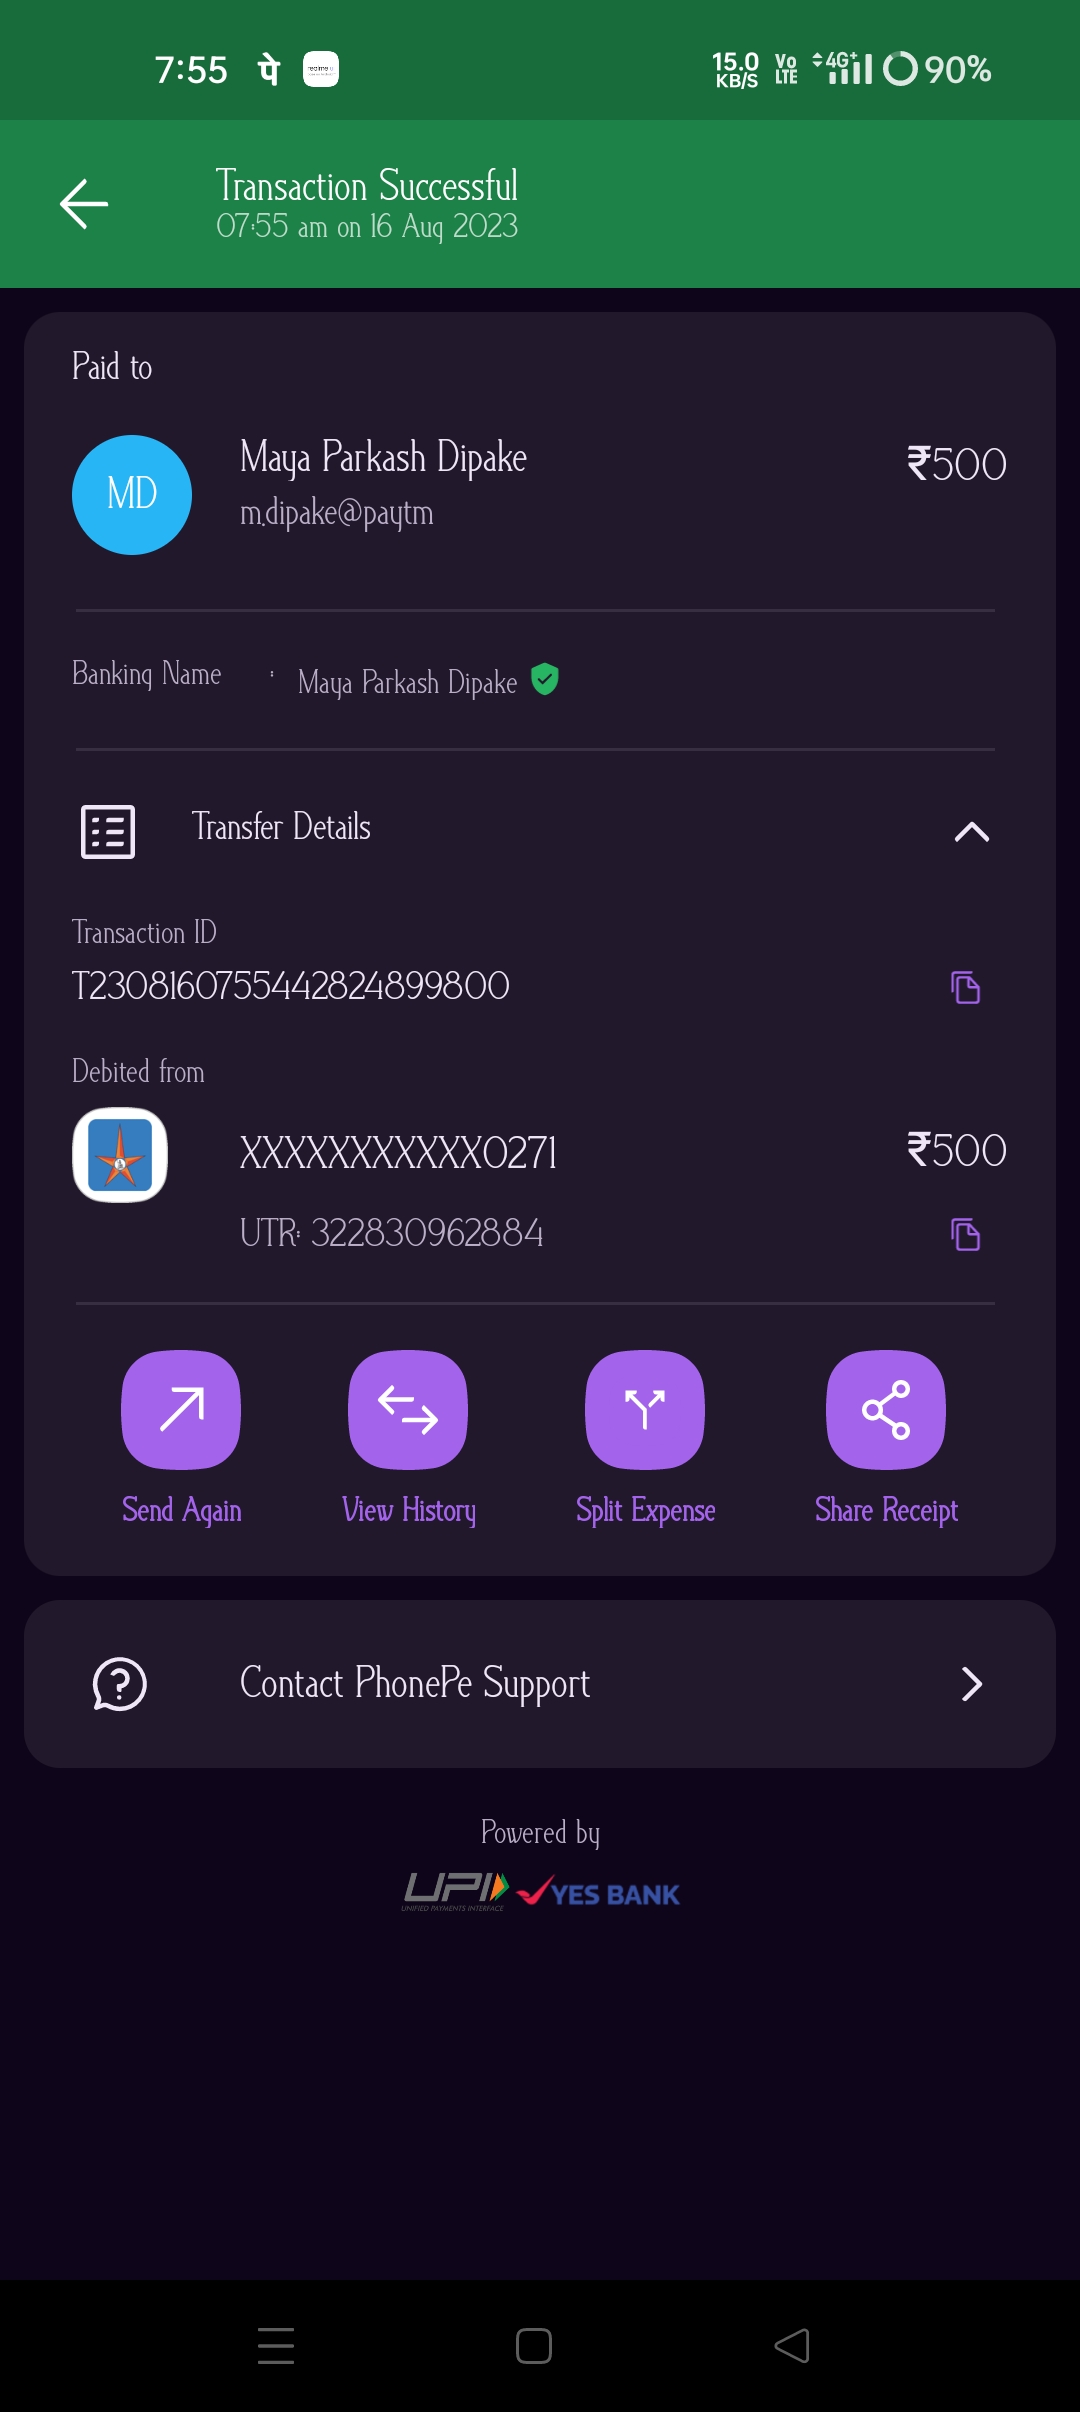 7:55 पे realme 15.0 KB/S Vo LTE 4G+ 90%
Transaction Successful
07:55 am on 16 Aug 2023
Paid to
MD Maya Parkash Dipake ₹500
m.dipake@paytm
Banking Name : Maya Parkash Dipake
Transfer Details
Transaction ID
T2308160755442824899800
Debited from
XXXXXXXXXXX0271 ₹500
UTR: 322830962884
Send Again View History Split Expense Share Receipt
Contact PhonePe Support
Powered by
UPI YES BANK
UNIFIED PAYMENTS INTERFACE